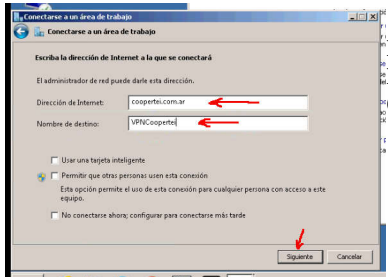 Conectarse a un área de trabajo
Conectarse a un área de trabajo
Escriba la dirección de Internet a la que se conectará
El administrador de red puede darle esta dirección.
Dirección de Internet:
coopertei.com.ar
Nombre de destino:
VPNCoopertei
Usar una tarjeta inteligente
Permitir que otras personas usen esta conexión
Esta opción permite el uso de esta conexión para cualquier persona con acceso a este
equipo.
No conectarse ahora; configurar para conectarse más tarde
Siguiente
Cancelar